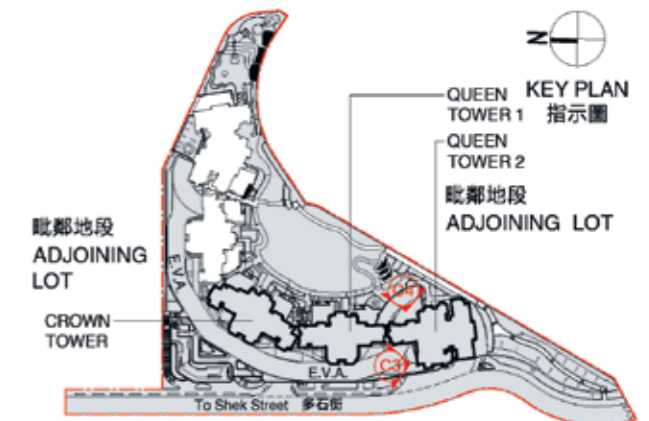 N
KEY PLAN
指示圖
QUEEN
TOWER 1
QUEEN
TOWER 2
毗鄰地段
ADJOINING LOT
毗鄰地段
ADJOINING
LOT
E.V.A
CROWN
TOWER
C4
C3
E.V.A.
To Shek Street 多石街